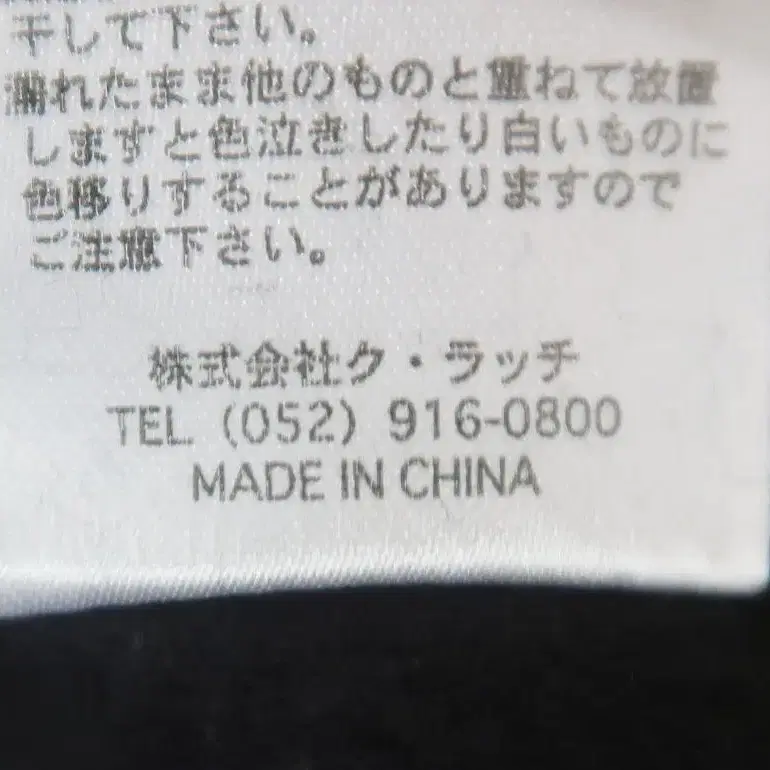 干して下さい。
濡れたまま他のものと重ねて放置
しますと色泣きしたり白いものに
色移りすることがありますので
ご注意下さい。
株式会社ク・ラッチ
TEL (052) 916-0800
MADE IN CHINA